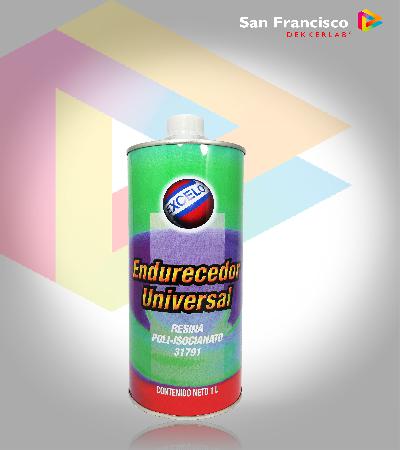 San Francisco
DEKKERLAB
EXCELO
Endurecedor
Universal
RESINA
POLI-ISOCIANATO
31791
CONTENIDO NETO 1 L